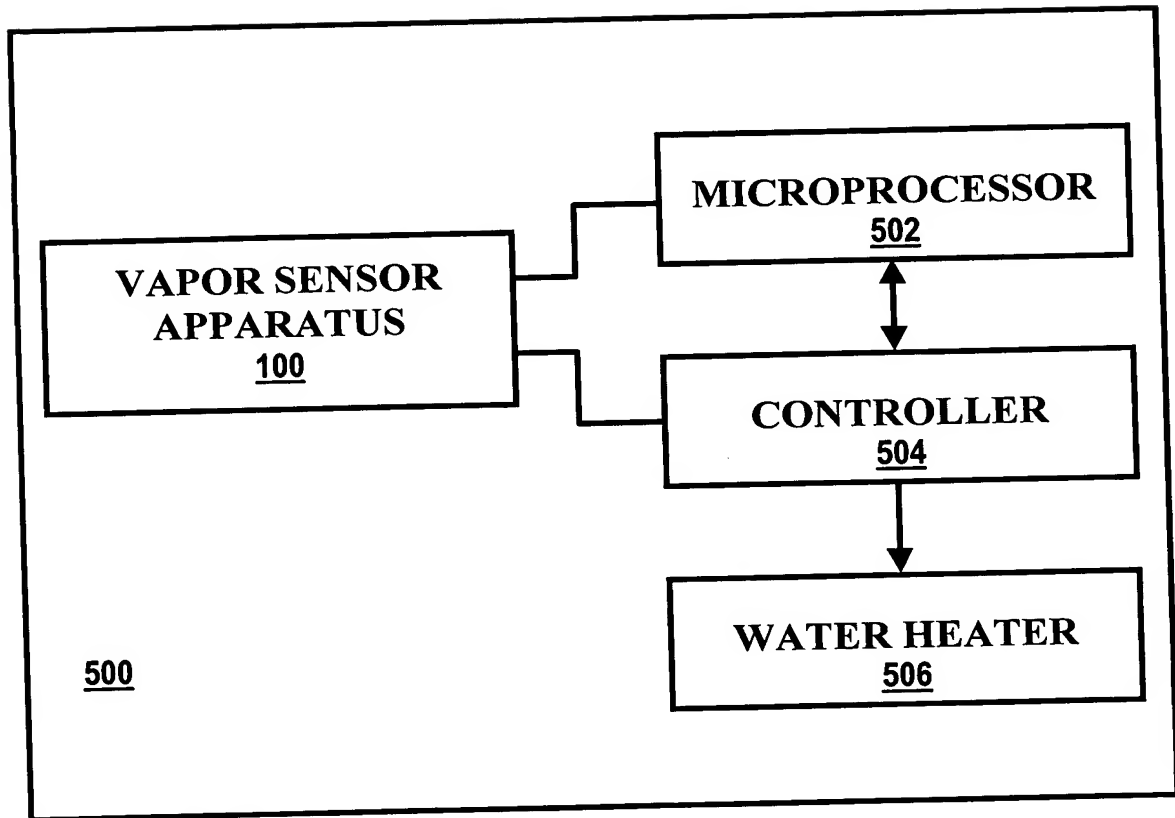 MICROPROCESSOR
502
VAPOR SENSOR
APPARATUS
100
CONTROLLER
504
WATER HEATER
506
500